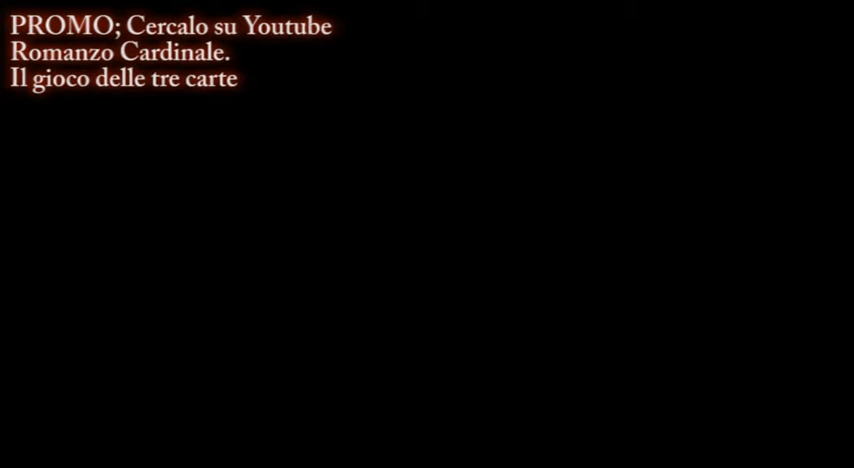 PROMO; Cercalo su Youtube
Romanzo Cardinale.
Il gioco delle tre carte